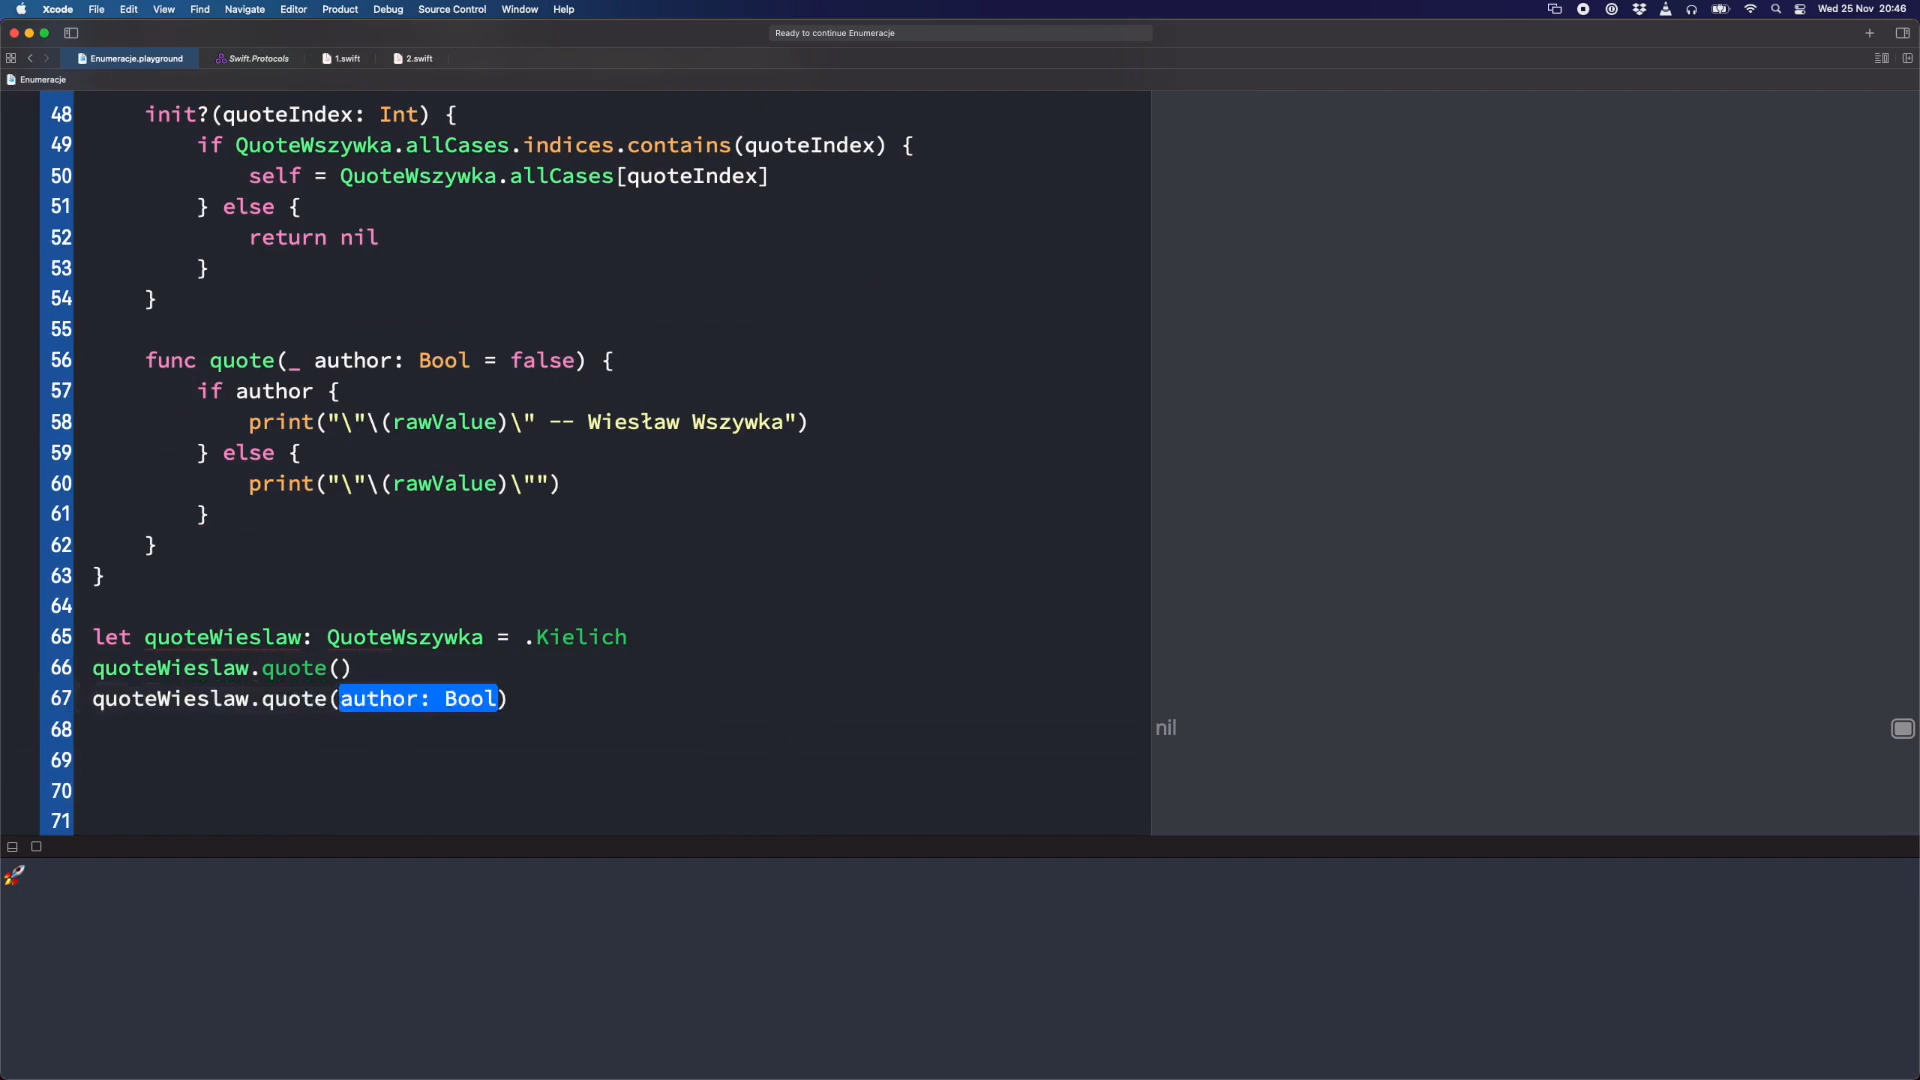 Xcode File Edit View Find Navigate Editor Product Debug Source Control Window Help Wed 25 Nov 20:46
Ready to continue Enumeracje
Enumeracje.playground Swift.Protocols 1.swift 2.swift
Enumeracje
48 init?(quoteIndex: Int) {
49 if QuoteWszywka.allCases.indices.contains(quoteIndex) {
50 self = QuoteWszywka.allCases[quoteIndex]
51 } else {
52 return nil
53 }
54 }
55
56 func quote(_ author: Bool = false) {
57 if author {
58 print("\"\(rawValue)\" -- Wiesław Wszywka")
59 } else {
60 print("\"\(rawValue)\"")
61 }
62 }
63 }
64
65 let quoteWieslaw: QuoteWszywka = .Kielich
66 quoteWieslaw.quote()
67 quoteWieslaw.quote(author: Bool)
68 nil
69
70
71